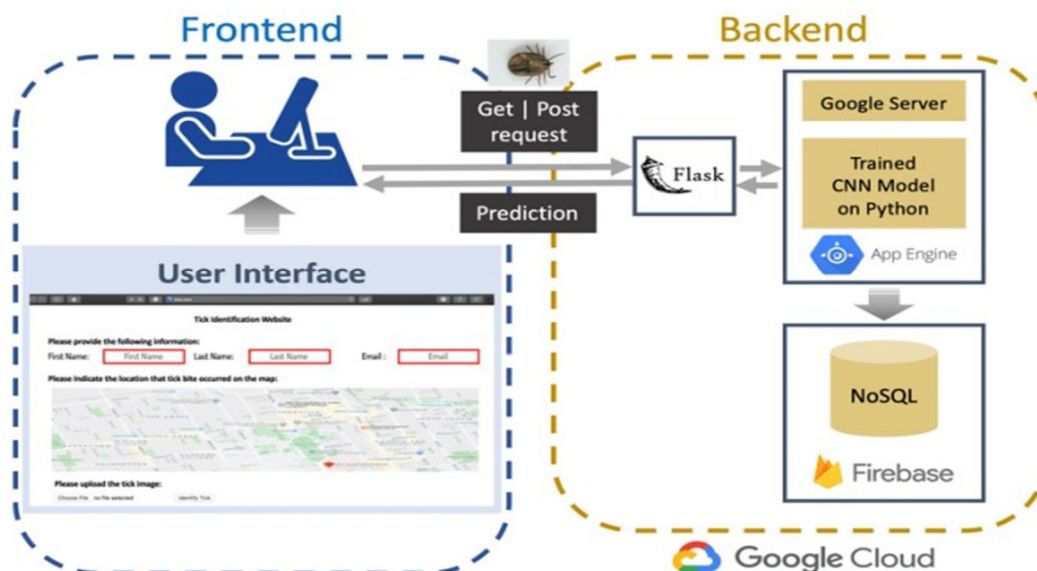 Frontend
Backend
Get | Post
request
Prediction
Flask
Google Server
Trained
CNN Model
on Python
App Engine
NoSQL
Firebase
Google Cloud
User Interface
Tick Identification Website
Please provide the following information:
First Name: First Name Last Name: Last Name Email : Email
Please indicate the location that tick bite occurred on the map:
Please upload the tick image:
Choose File no file selected Identify Tick